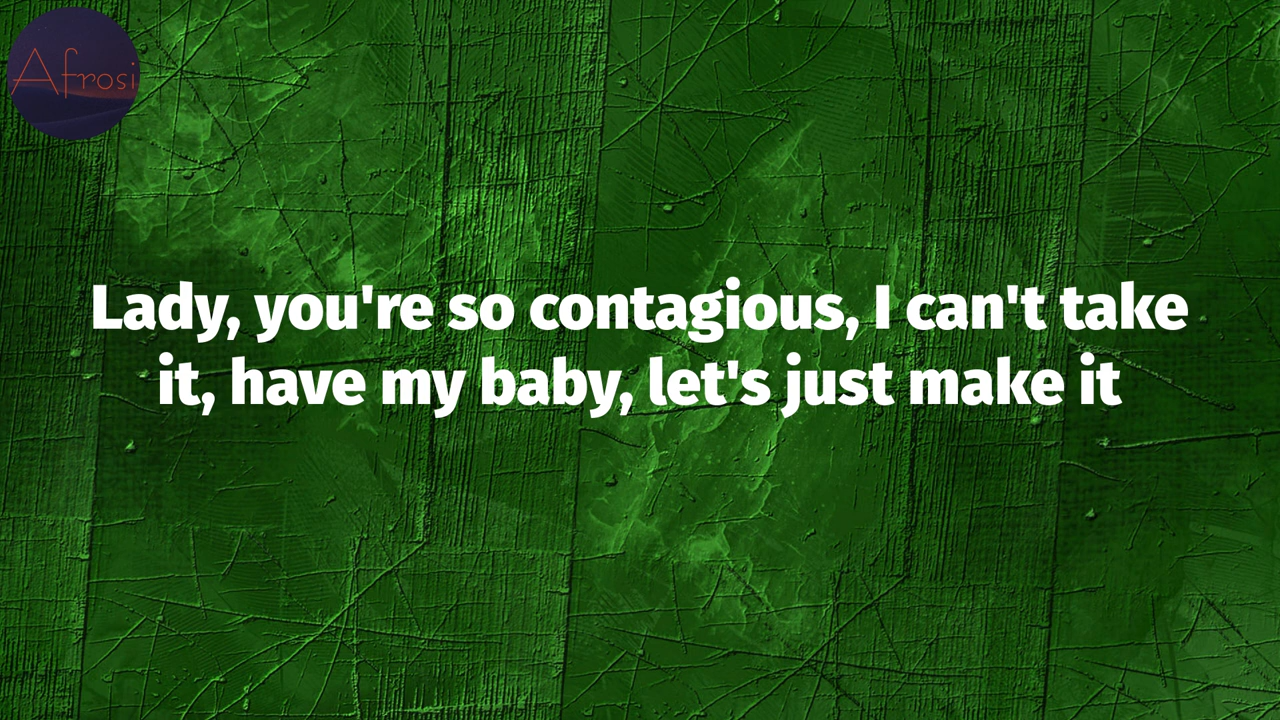 Afrosi
Lady, you're so contagious, I can't take
it, have my baby, let's just make it